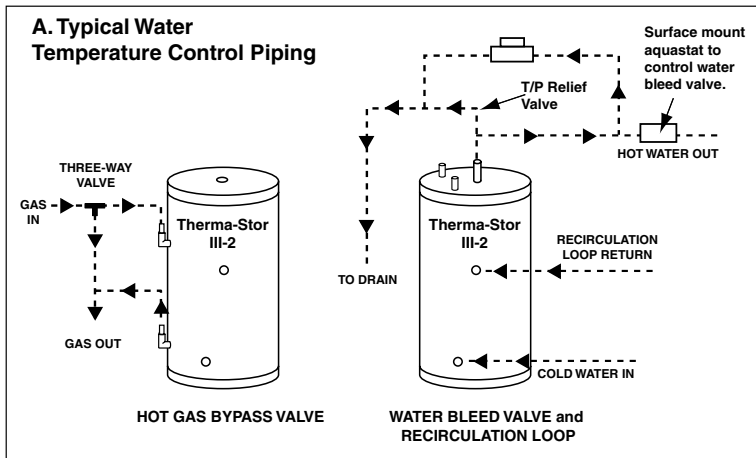 A. Typical Water
Temperature Control Piping
Surface mount
aquastat to
control water
bleed valve.
T/P Relief
Valve
HOT WATER OUT
THREE-WAY
VALVE
GAS
IN
Therma-Stor
III-2
GAS OUT
HOT GAS BYPASS VALVE
Therma-Stor
III-2
RECIRCULATION
LOOP RETURN
TO DRAIN
COLD WATER IN
WATER BLEED VALVE and
RECIRCULATION LOOP